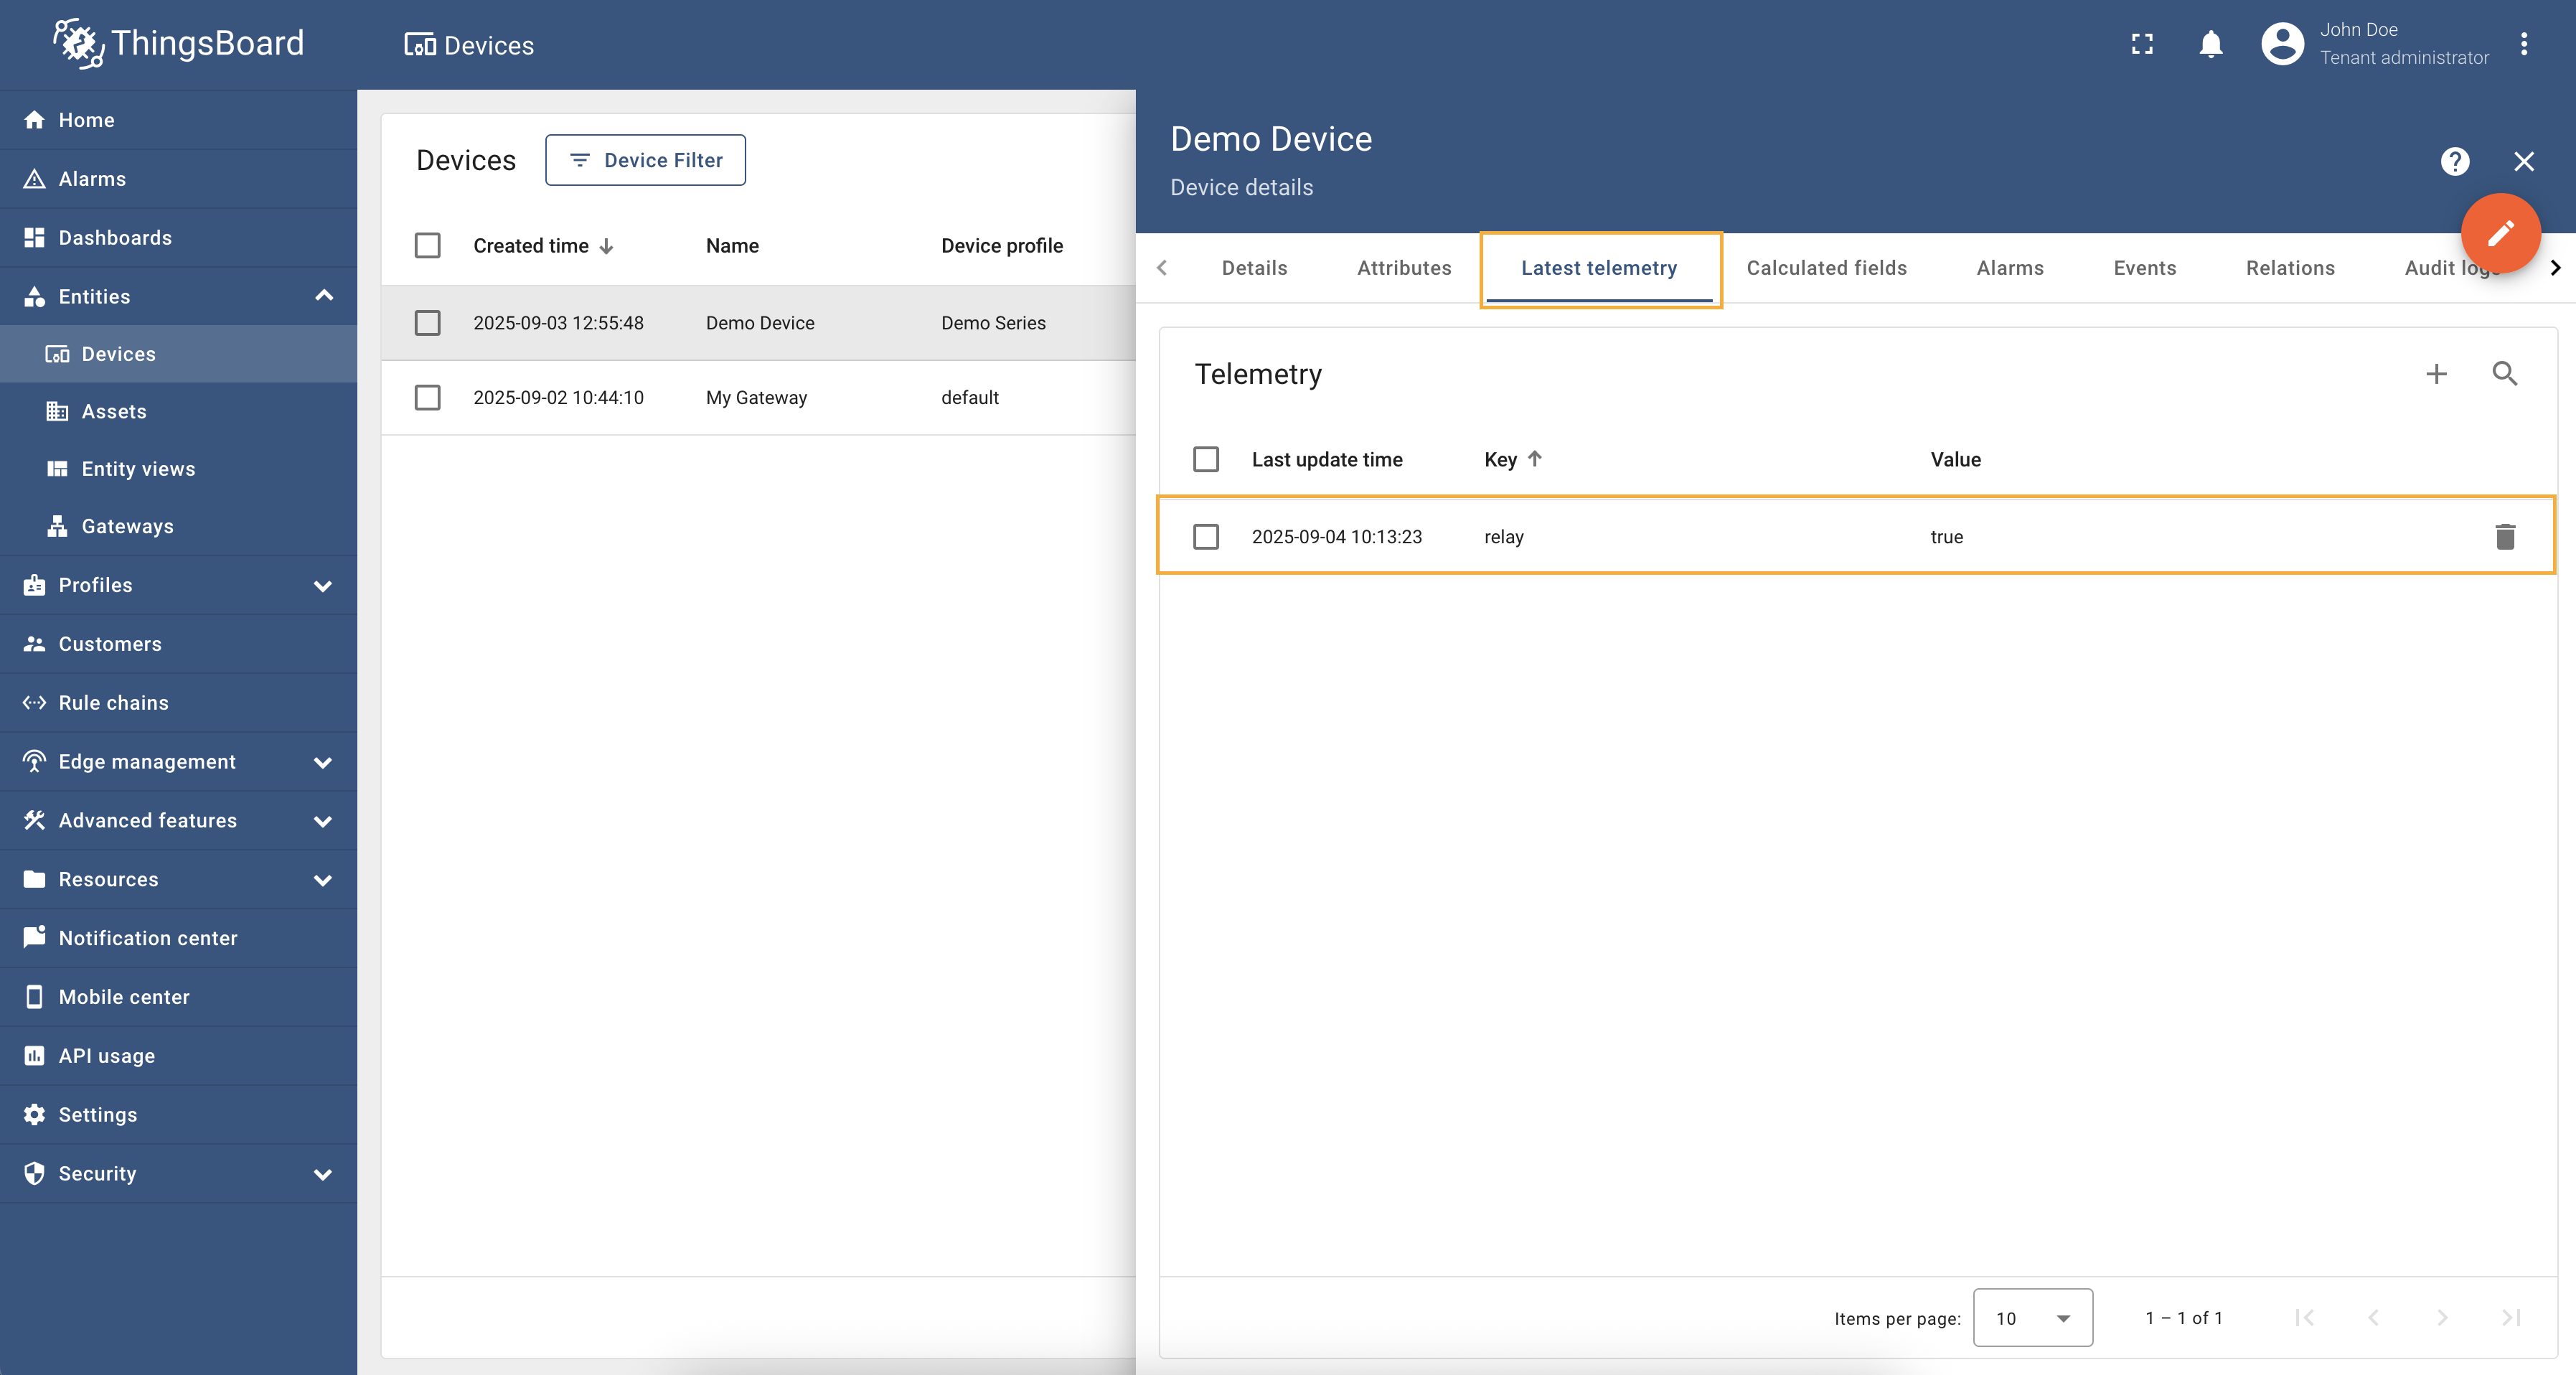 ThingsBoard
Devices
John Doe
Tenant administrator
Home
Alarms
Dashboards
Entities
Devices
Assets
Entity views
Gateways
Profiles
Customers
Rule chains
Edge management
Advanced features
Resources
Notification center
Mobile center
API usage
Settings
Security
Devices
Device Filter
Created time Name Device profile
2025-09-03 12:55:48 Demo Device Demo Series
2025-09-02 10:44:10 My Gateway default
Demo Device
Device details
Details Attributes Latest telemetry Calculated fields Alarms Events Relations Audit logs
Telemetry
Last update time Key Value
2025-09-04 10:13:23 relay true
Items per page: 10 1 – 1 of 1